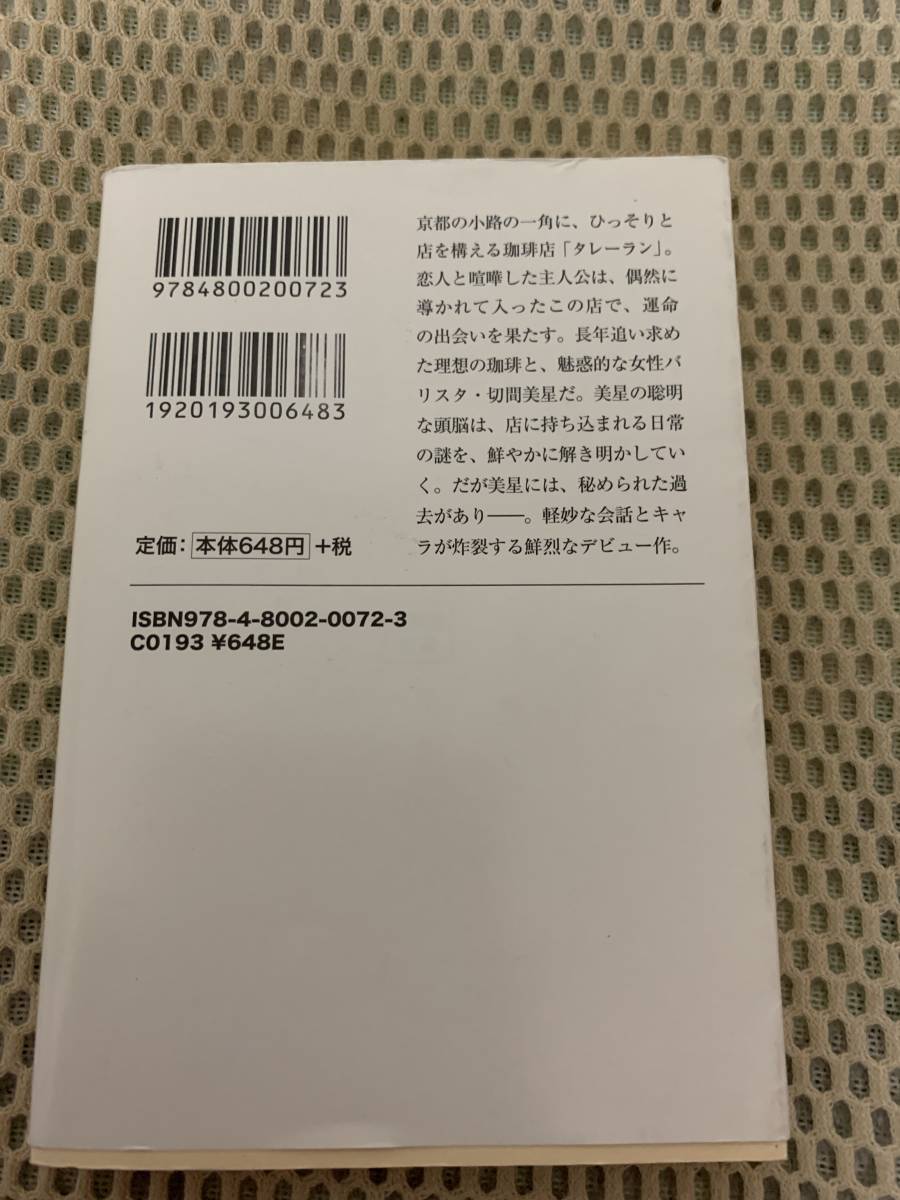 9784800200723
1920193006483
定価：本体648円+税
京都の小路の一角に、ひっそりと
店を構える珈琲店「タレーラン」。
恋人と喧嘩した主人公は、偶然に
導かれて入ったこの店で、運命
の出会いを果たす。長年追い求め
た理想の珈琲と、魅惑的な女性バ
リスタ・切間美星だ。美星の聡明
な頭脳は、店に持ち込まれる日常
の謎を、鮮やかに解き明かしてい
く。だが美星には、秘められた過
去があり――。軽妙な会話とキャ
ラが炸裂する鮮烈なデビュー作。
ISBN978-4-8002-0072-3
C0193 ¥648E